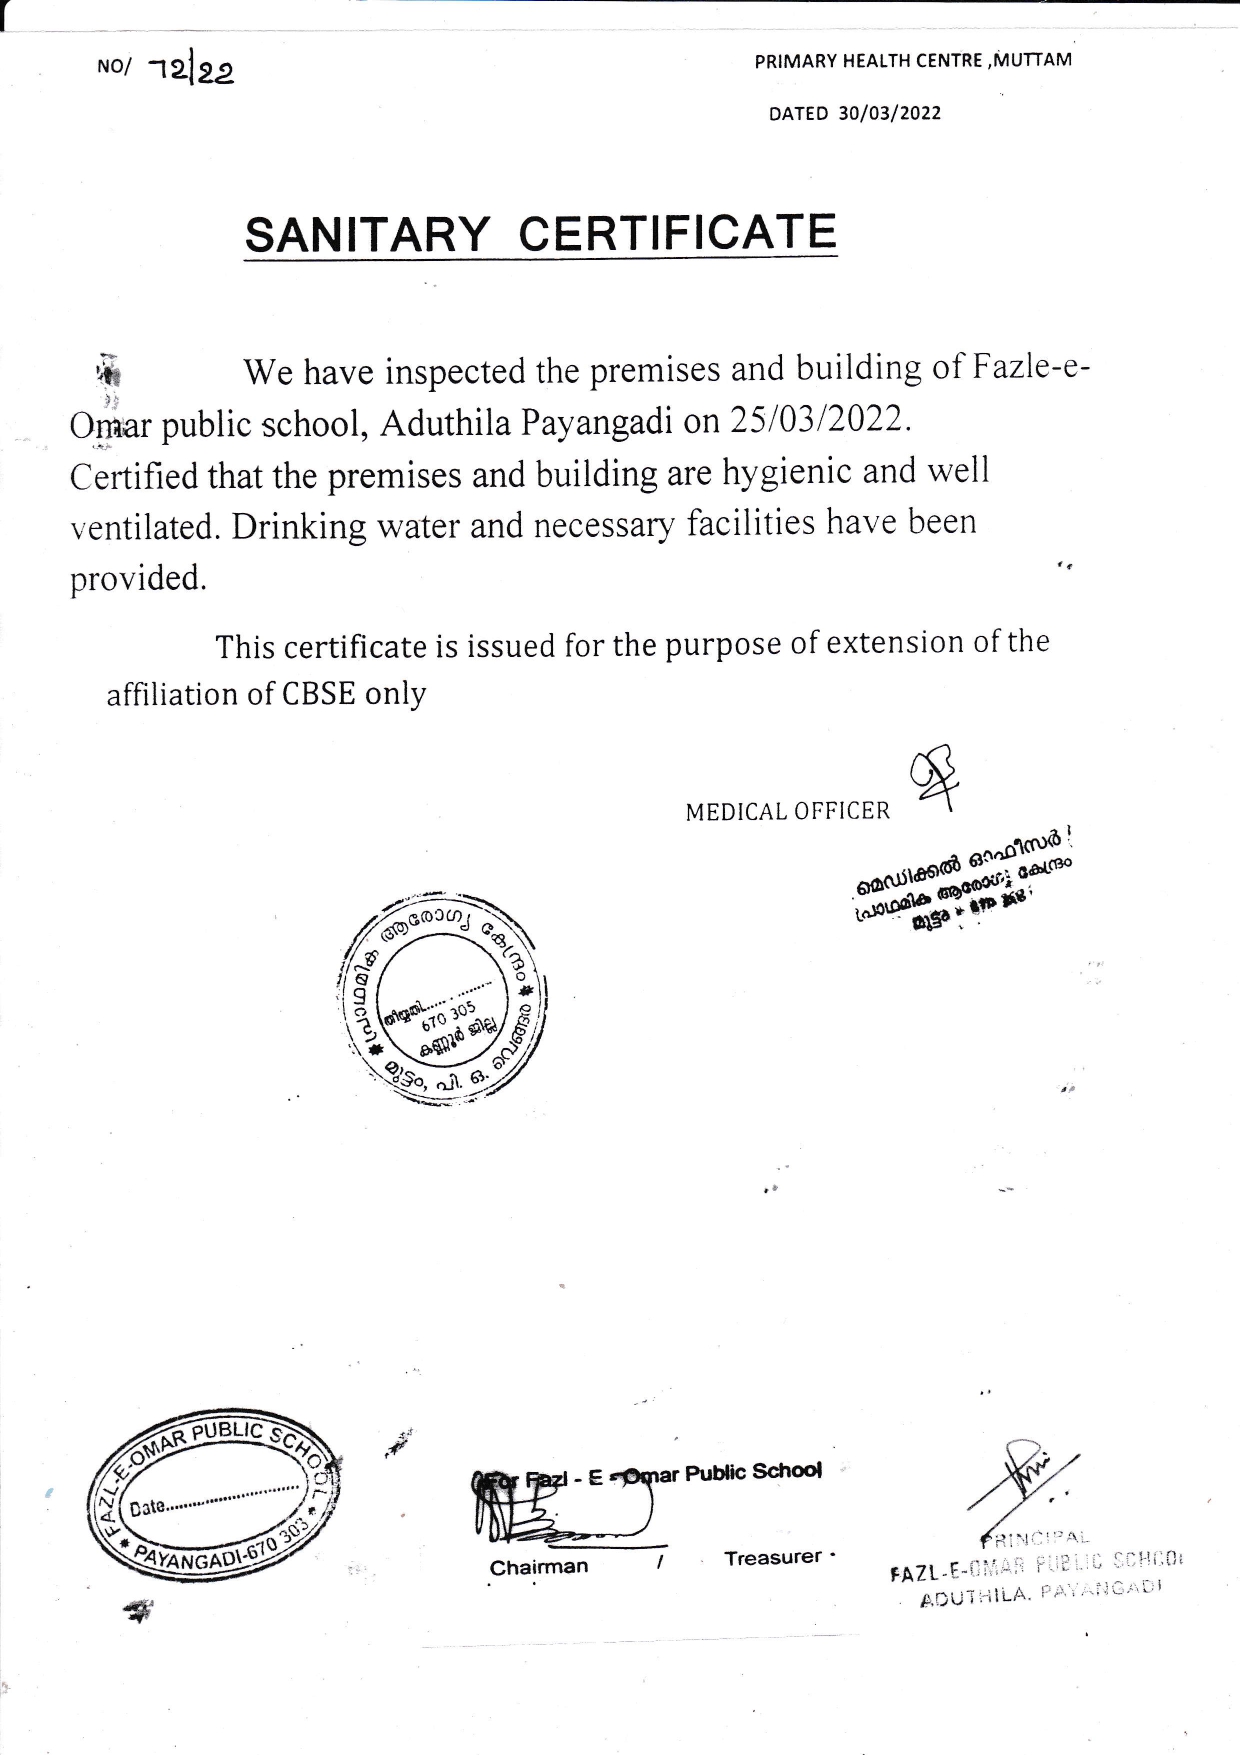 NO/ 72/22
PRIMARY HEALTH CENTRE ,MUTTAM
DATED 30/03/2022
SANITARY CERTIFICATE
We have inspected the premises and building of Fazle-e-
Omar public school, Aduthila Payangadi on 25/03/2022.
Certified that the premises and building are hygienic and well
ventilated. Drinking water and necessary facilities have been
provided.
This certificate is issued for the purpose of extension of the
affiliation of CBSE only
MEDICAL OFFICER
മെഡിക്കൽ ഓഫീസർ
പ്രാഥമിക ആരോഗ്യ കേന്ദ്രം
പ്രാഥമിക ആരോഗ്യ കേന്ദ്രം
തീയ്യതി..............
670 305
കണ്ണൂർ ജില്ല
മുട്ടം, പി. ഒ. വെങ്ങര
FAZL-E-OMAR PUBLIC SCHOOL
Date..............................
PAYANGADI-670 303
For Fazl - E - Omar Public School
Chairman / Treasurer
PRINCIPAL
FAZL-E-OMAR PUBLIC SCHOOL
ADUTHILA. PAYANGADI